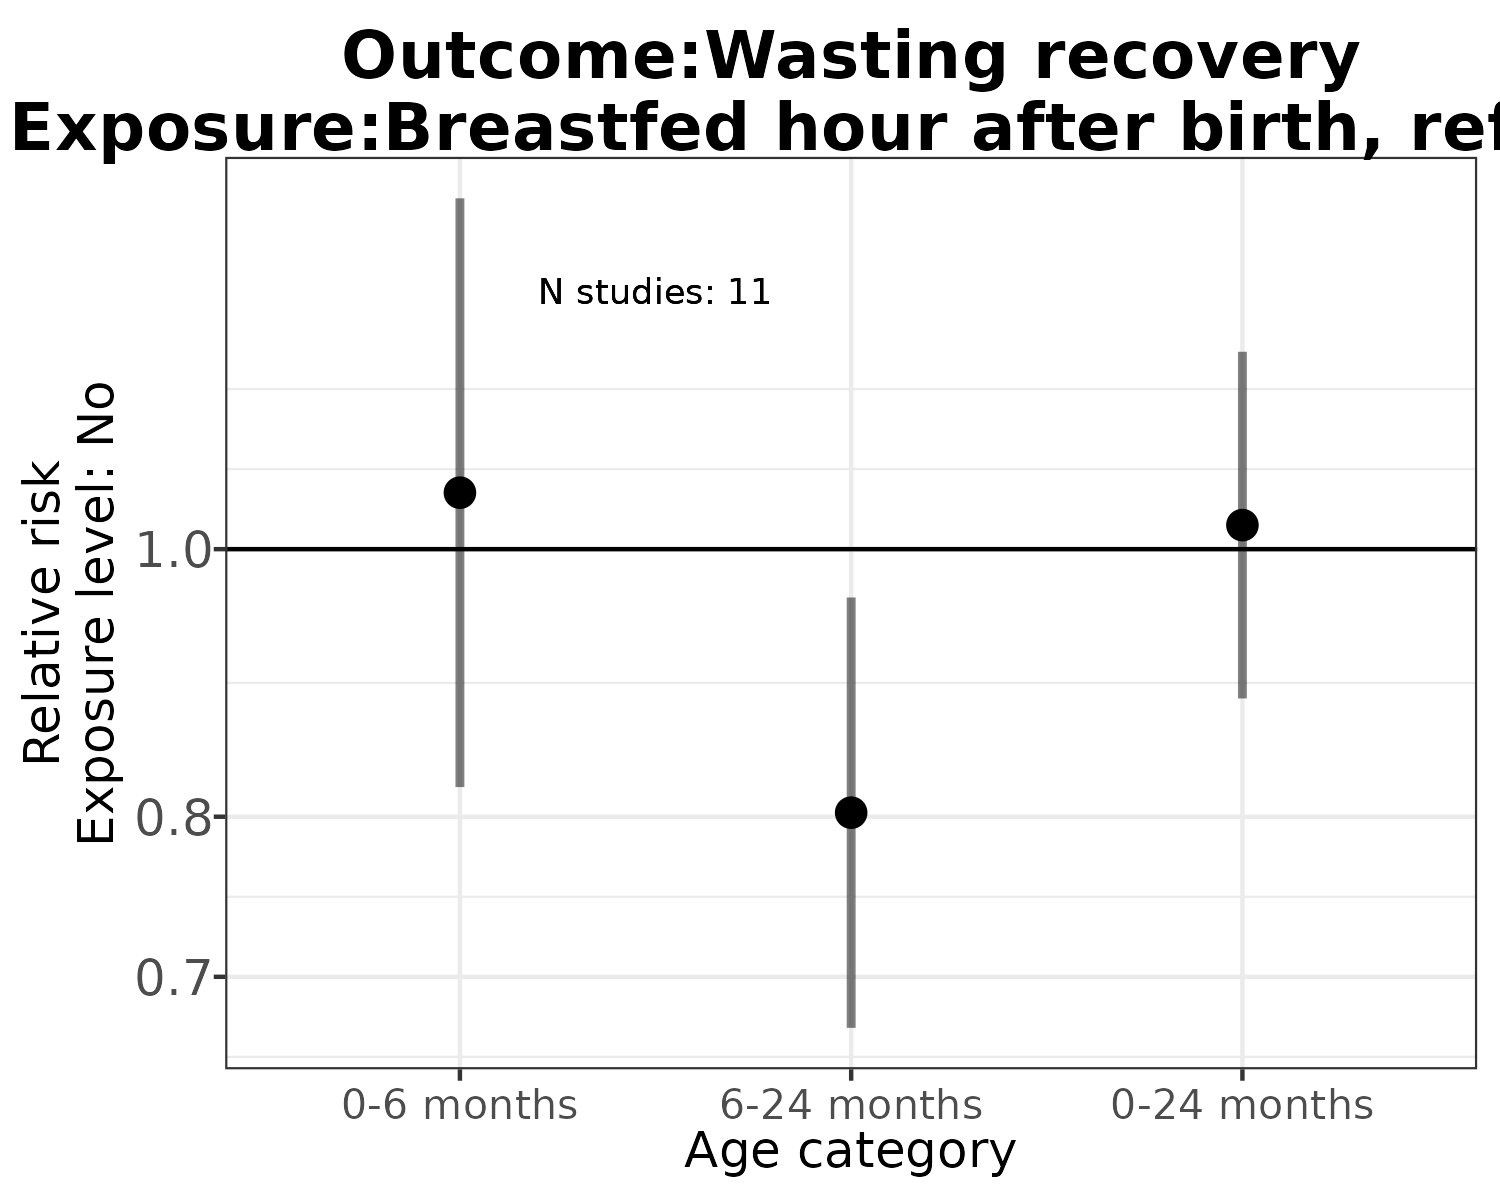 Outcome:Wasting recovery
Exposure:Breastfed hour after birth, ref
N studies: 11
Relative risk
Exposure level: No
1.0
0.8
0.7
0-6 months
6-24 months
0-24 months
Age category